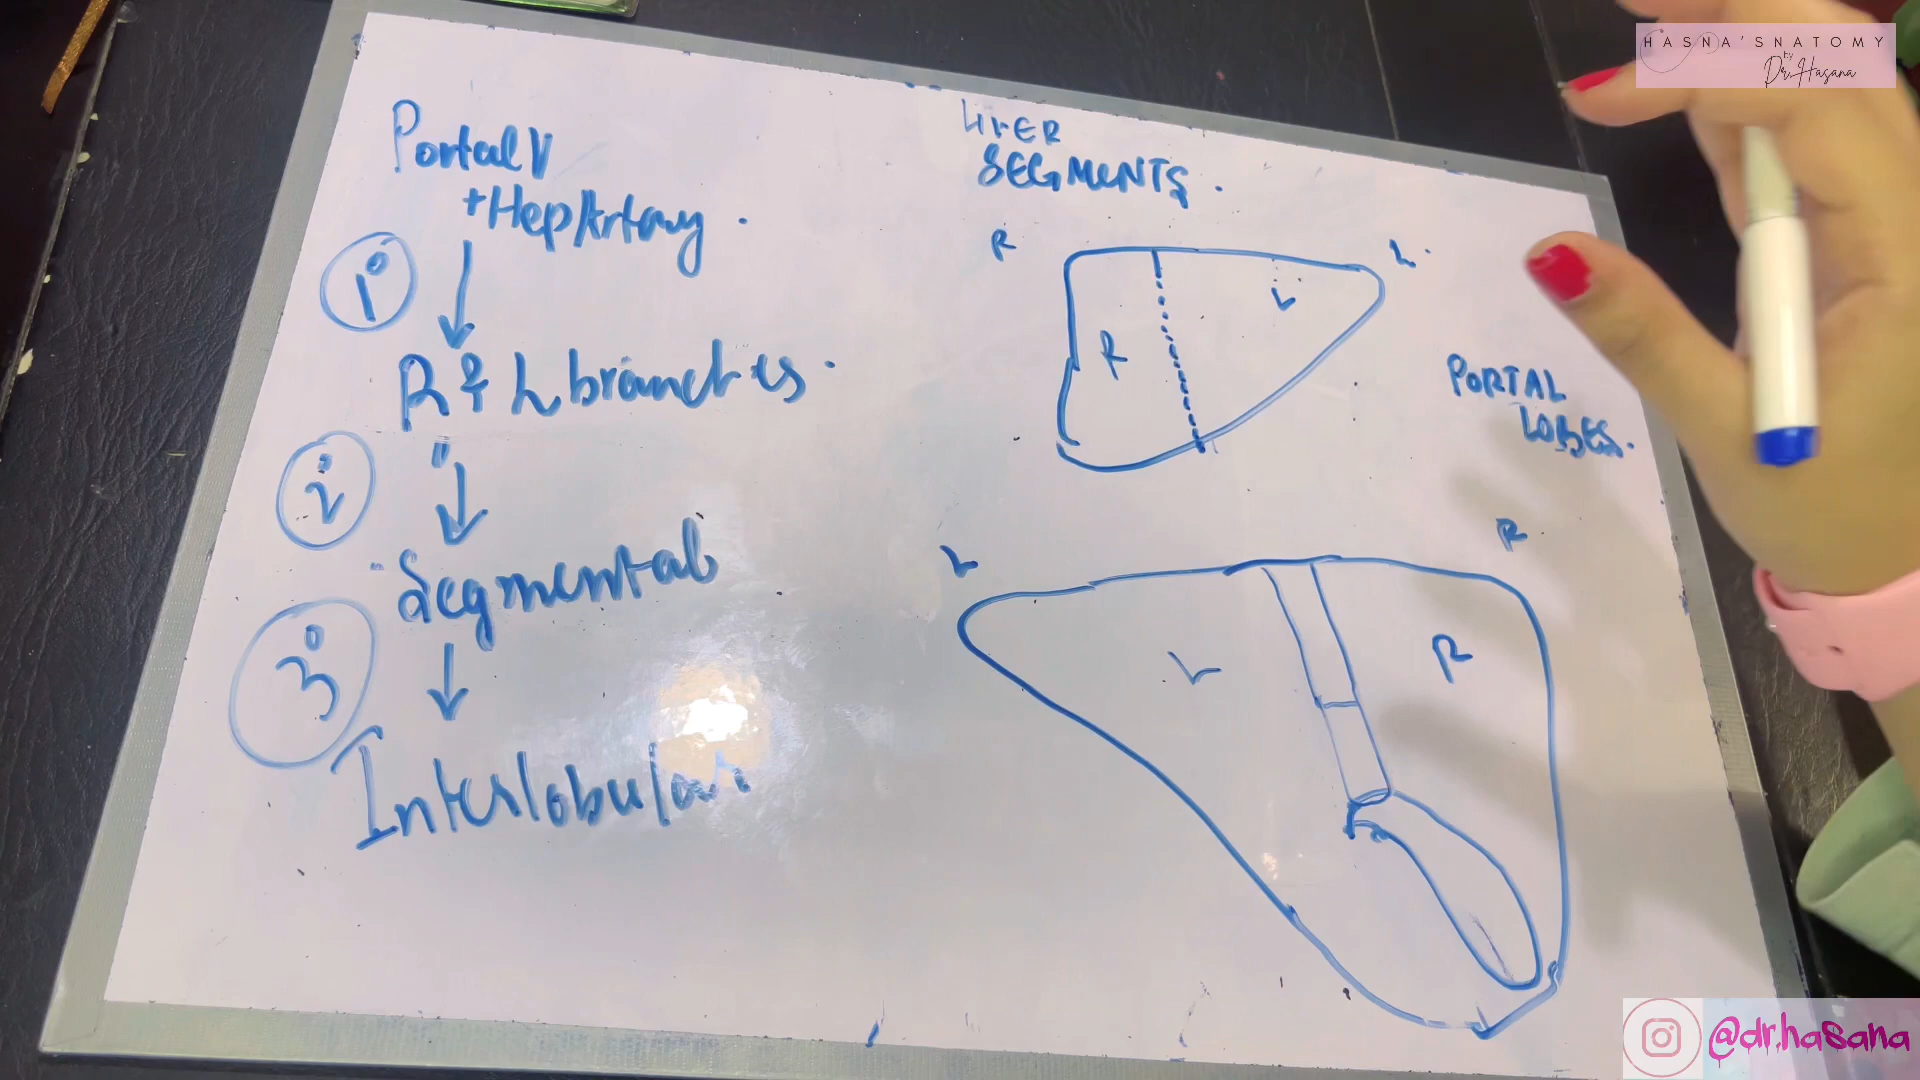 HASNA'SNATOMY
by
Dr.Hasana
Portal V
+ Hep Artery.
1°
R & L branches.
2°
Segmental
3°
Interlobular
LIVER
SEGMENTS.
R
L.
R
L
PORTAL
LOBES.
L
R
L
R
@dr.hasana